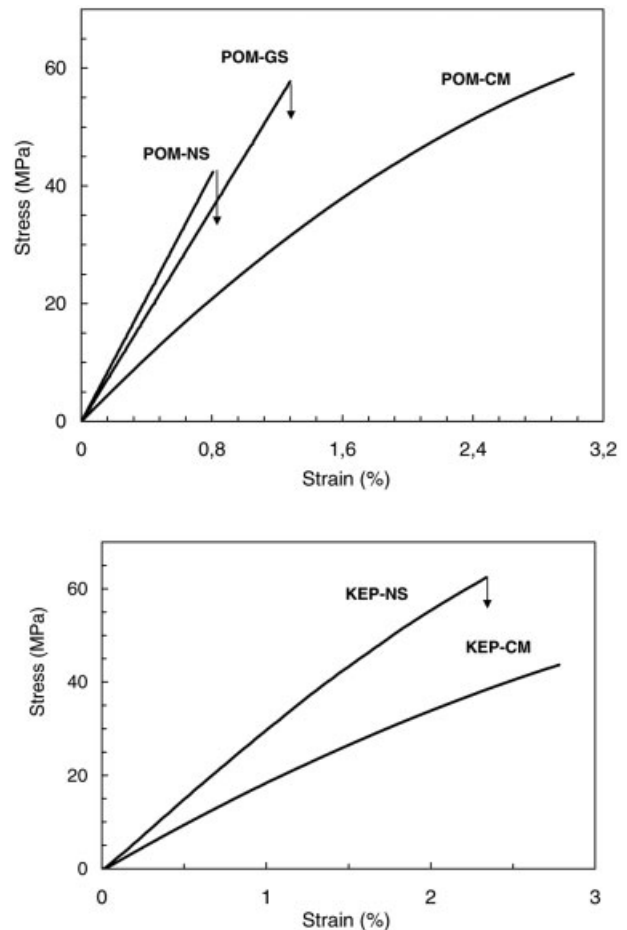 POM-GS
60
POM-CM
POM-NS
40
Stress (MPa)
20
0
0 0,8 1,6 2,4 3,2
Strain (%)
60
KEP-NS
KEP-CM
40
Stress (MPa)
20
0
0 1 2 3
Strain (%)